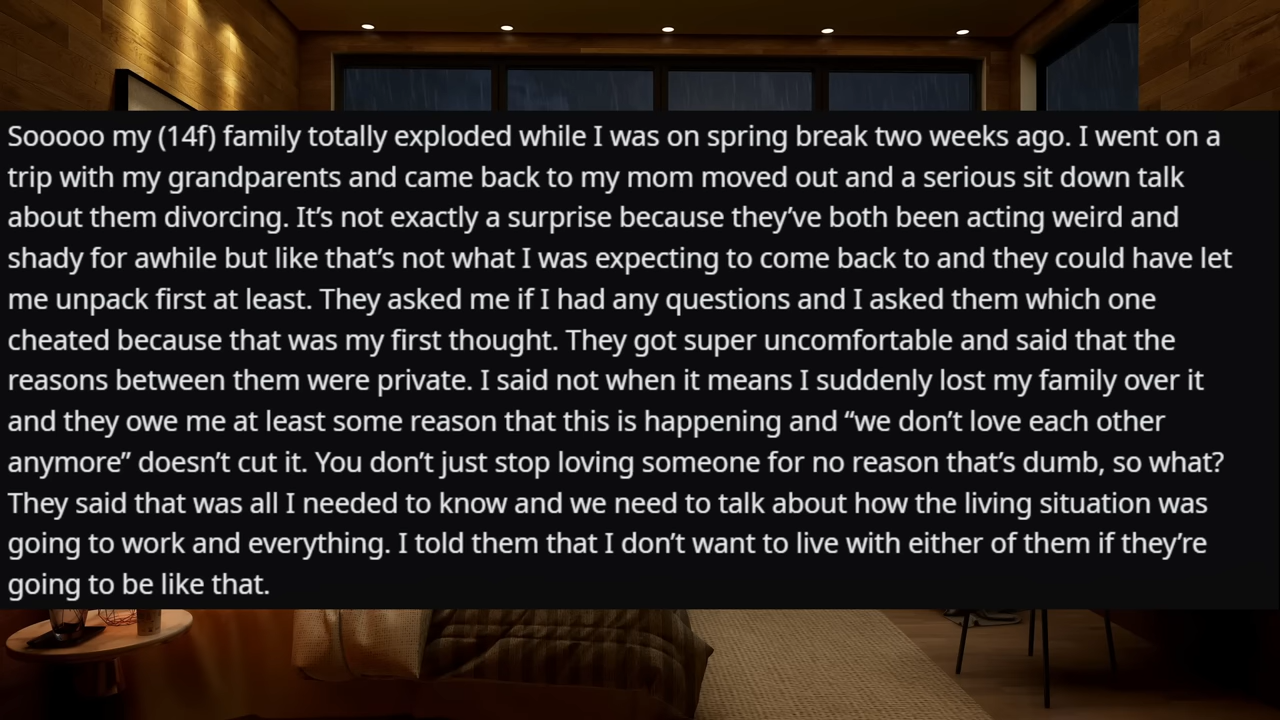 Sooooo my (14f) family totally exploded while I was on spring break two weeks ago. I went on a
trip with my grandparents and came back to my mom moved out and a serious sit down talk
about them divorcing. It’s not exactly a surprise because they’ve both been acting weird and
shady for awhile but like that’s not what I was expecting to come back to and they could have let
me unpack first at least. They asked me if I had any questions and I asked them which one
cheated because that was my first thought. They got super uncomfortable and said that the
reasons between them were private. I said not when it means I suddenly lost my family over it
and they owe me at least some reason that this is happening and “we don’t love each other
anymore” doesn’t cut it. You don’t just stop loving someone for no reason that’s dumb, so what?
They said that was all I needed to know and we need to talk about how the living situation was
going to work and everything. I told them that I don’t want to live with either of them if they’re
going to be like that.